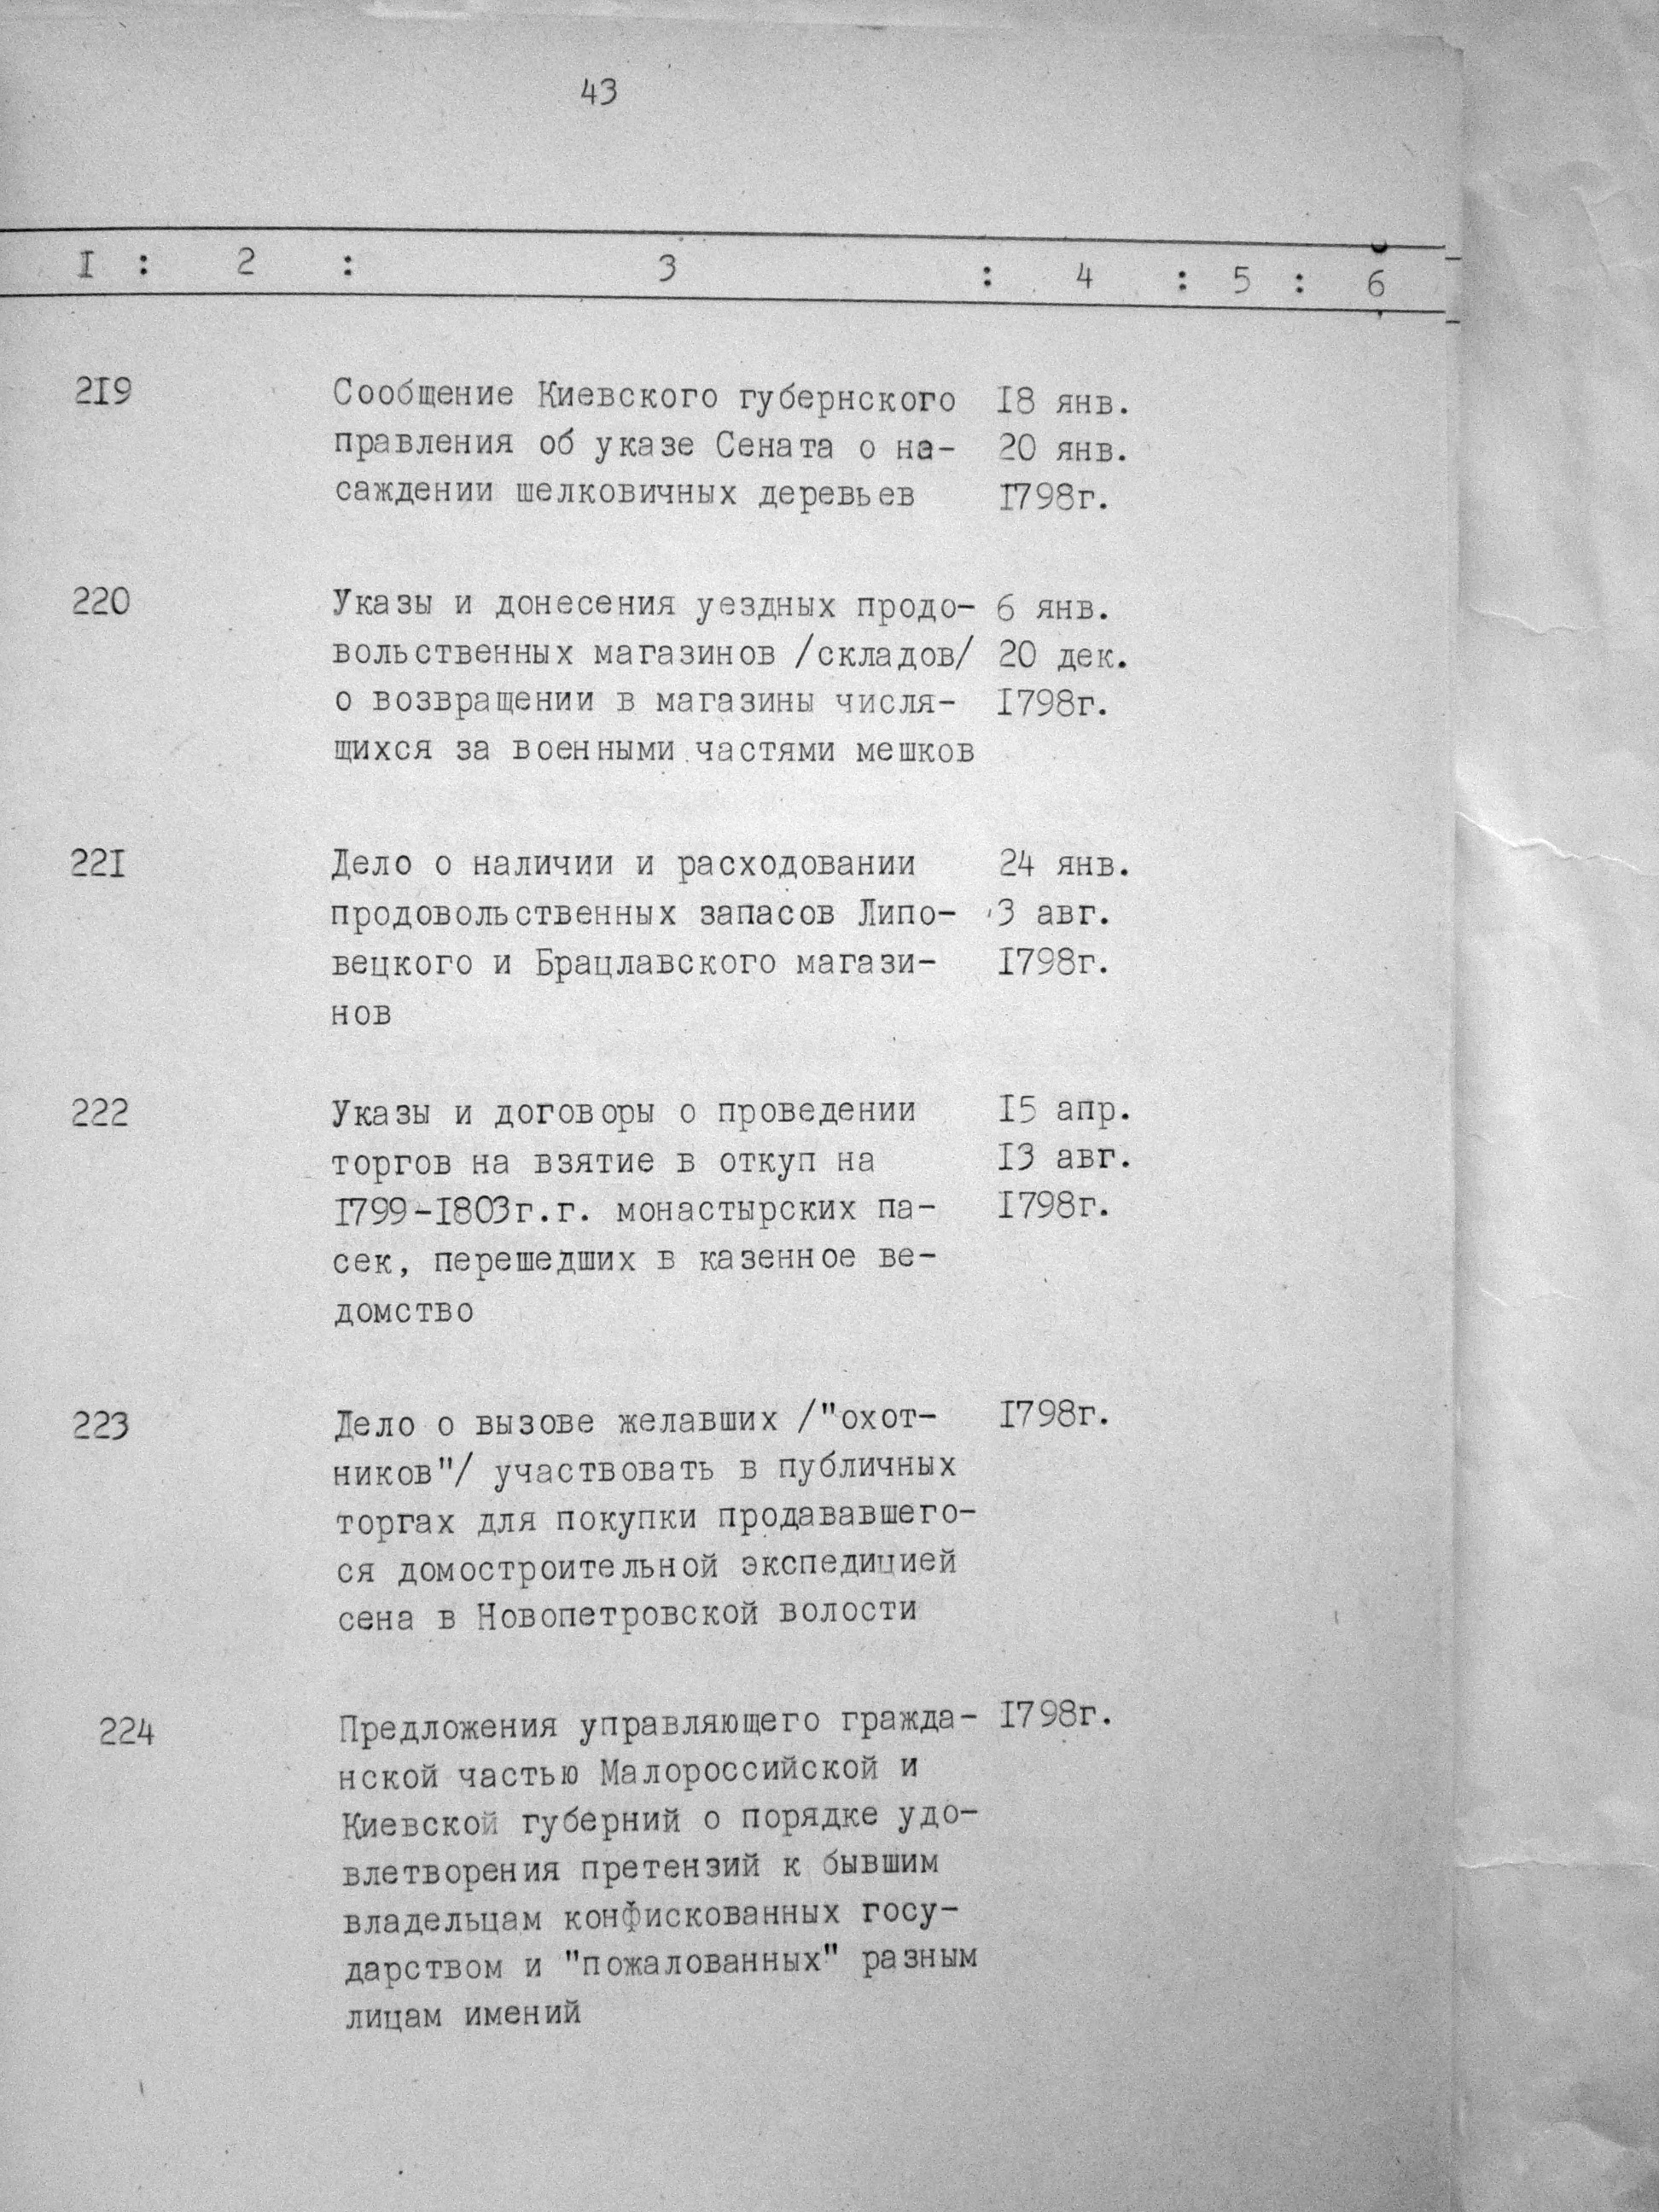 43
I : 2 : 3 : 4 : 5 : 6
219 Сообщение Киевского губернского 18 янв.
правления об указе Сената о на- 20 янв.
саждении шелковичных деревьев 1798г.
220 Указы и донесения уездных продо- 6 янв.
вольственных магазинов /складов/ 20 дек.
о возвращении в магазины числя- 1798г.
щихся за военными частями мешков
221 Дело о наличии и расходовании 24 янв.
продовольственных запасов Липо- 3 авг.
вецкого и Брацлавского магази- 1798г.
нов
222 Указы и договоры о проведении 15 апр.
торгов на взятие в откуп на 13 авг.
1799-1803г.г. монастырских па- 1798г.
сек, перешедших в казенное ве-
домство
223 Дело о вызове желавших /"охот- 1798г.
ников"/ участвовать в публичных
торгах для покупки продававшего-
ся домостроительной экспедицией
сена в Новопетровской волости
224 Предложения управляющего гражда- 1798г.
нской частью Малороссийской и
Киевской губерний о порядке удо-
влетворения претензий к бывшим
владельцам конфискованных госу-
дарством и "пожалованных" разным
лицам имений